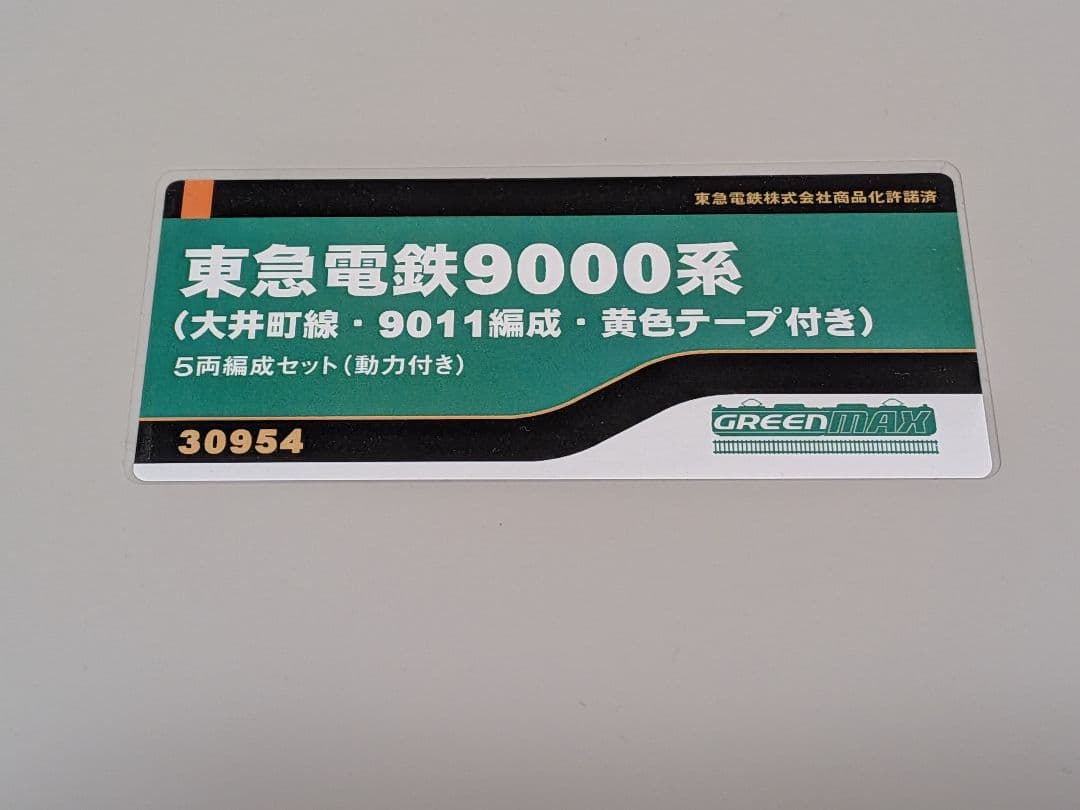 東急電鉄株式会社商品化許諾済
東急電鉄9000系
（大井町線・9011編成・黄色テープ付き）
5両編成セット（動力付き）
30954
GREENMAX